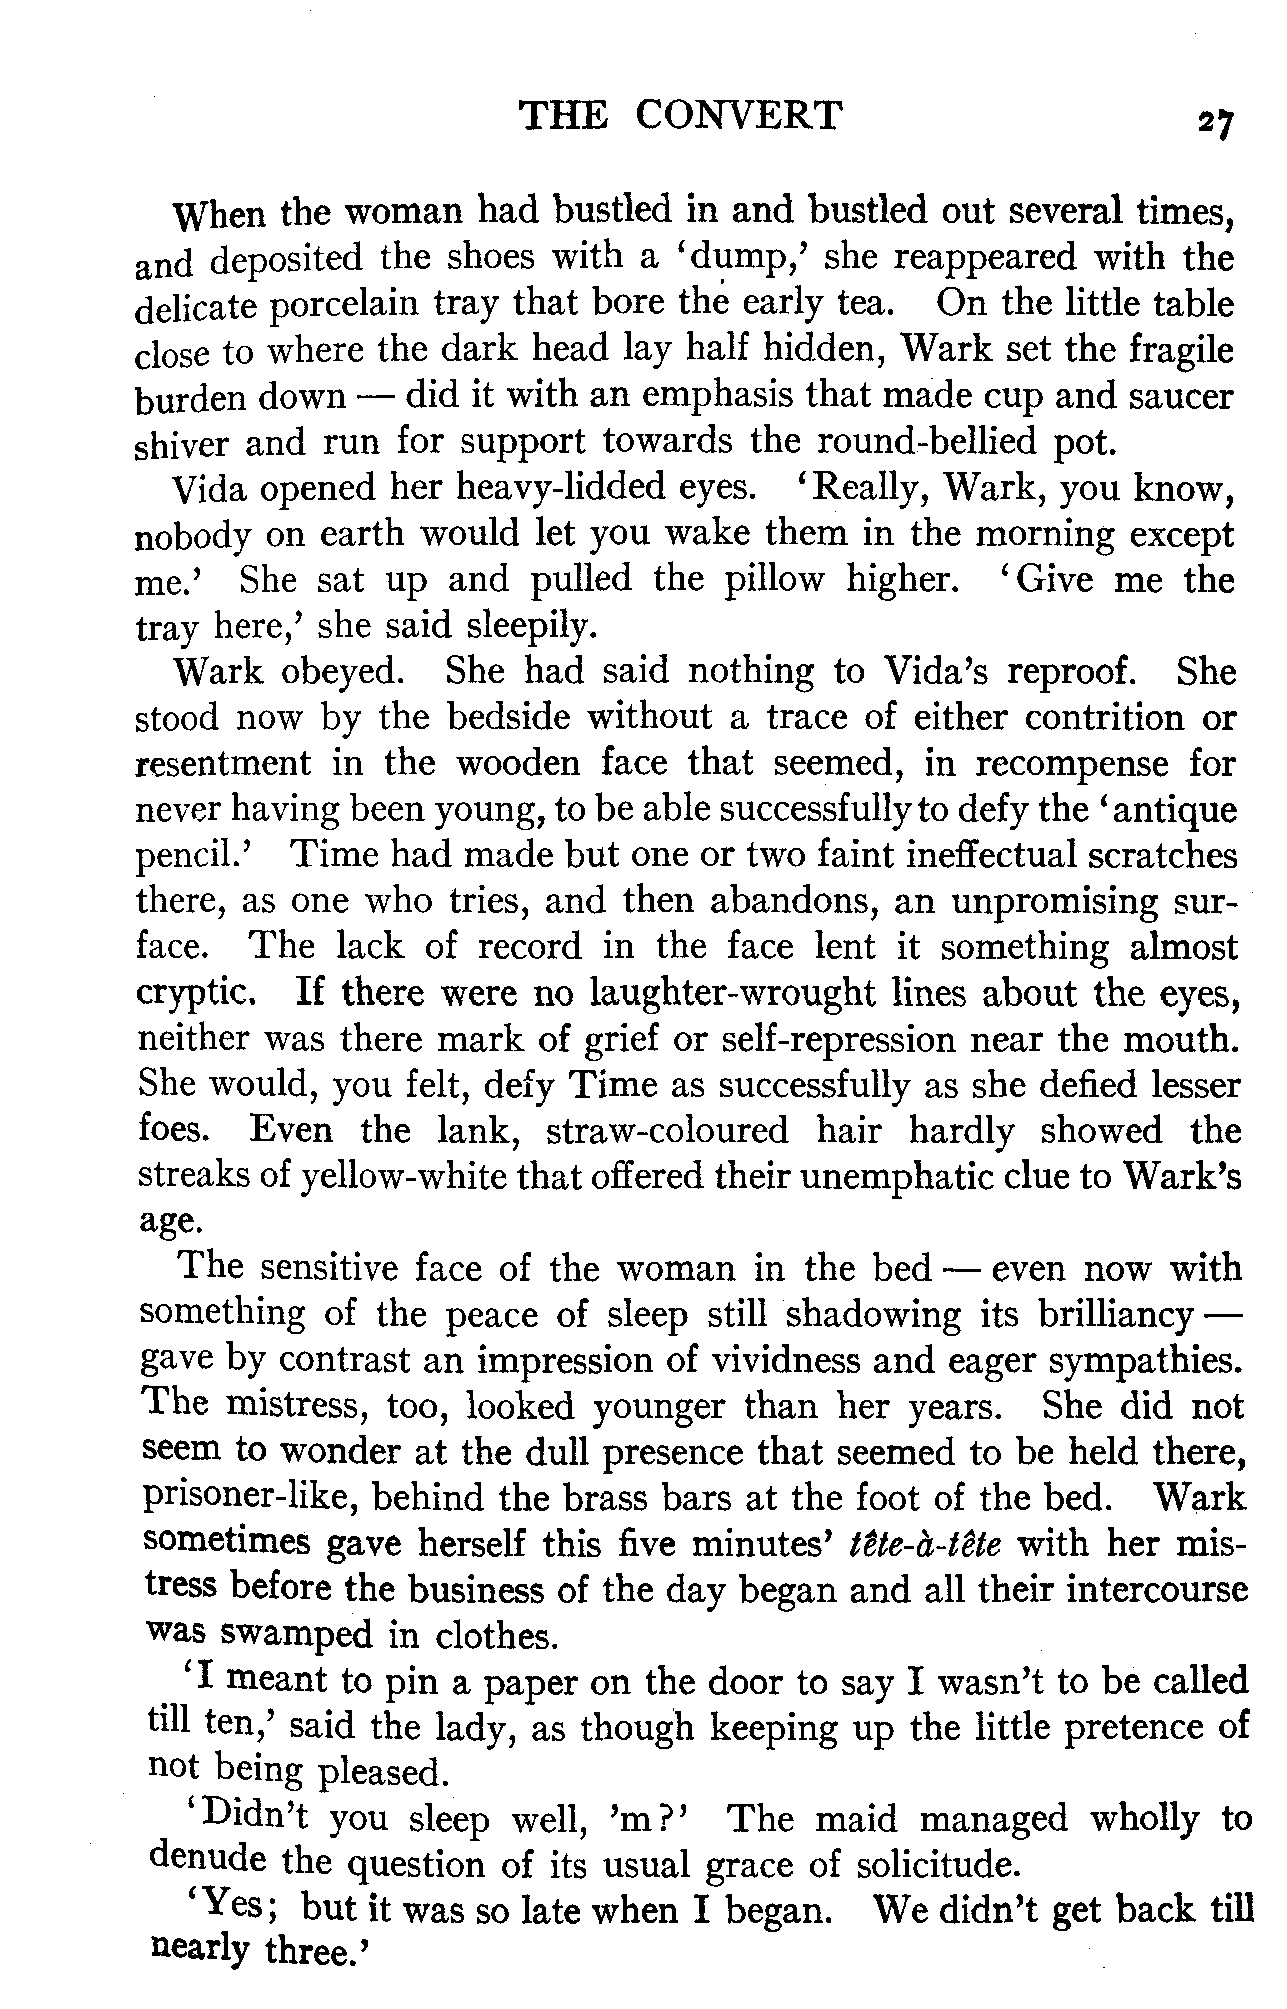 THE CONVERT 27
When the woman had bustled in and bustled out several times,
and deposited the shoes with a ‘dump,’ she reappeared with the
delicate porcelain tray that bore the early tea. On the little table
close to where the dark head lay half hidden, Wark set the fragile
burden down — did it with an emphasis that made cup and saucer
shiver and run for support towards the round-bellied pot.
Vida opened her heavy-lidded eyes. ‘Really, Wark, you know,
nobody on earth would let you wake them in the morning except
me.’ She sat up and pulled the pillow higher. ‘Give me the
tray here,’ she said sleepily.
Wark obeyed. She had said nothing to Vida’s reproof. She
stood now by the bedside without a trace of either contrition or
resentment in the wooden face that seemed, in recompense for
never having been young, to be able successfully to defy the ‘antique
pencil.’ Time had made but one or two faint ineffectual scratches
there, as one who tries, and then abandons, an unpromising sur-
face. The lack of record in the face lent it something almost
cryptic. If there were no laughter-wrought lines about the eyes,
neither was there mark of grief or self-repression near the mouth.
She would, you felt, defy Time as successfully as she defied lesser
foes. Even the lank, straw-coloured hair hardly showed the
streaks of yellow-white that offered their unemphatic clue to Wark’s
age.
The sensitive face of the woman in the bed — even now with
something of the peace of sleep still shadowing its brilliancy —
gave by contrast an impression of vividness and eager sympathies.
The mistress, too, looked younger than her years. She did not
seem to wonder at the dull presence that seemed to be held there,
prisoner-like, behind the brass bars at the foot of the bed. Wark
sometimes gave herself this five minutes’ tête-à-tête with her mis-
tress before the business of the day began and all their intercourse
was swamped in clothes.
‘I meant to pin a paper on the door to say I wasn’t to be called
till ten,’ said the lady, as though keeping up the little pretence of
not being pleased.
‘Didn’t you sleep well, ’m?’ The maid managed wholly to
denude the question of its usual grace of solicitude.
‘Yes; but it was so late when I began. We didn’t get back till
nearly three.’